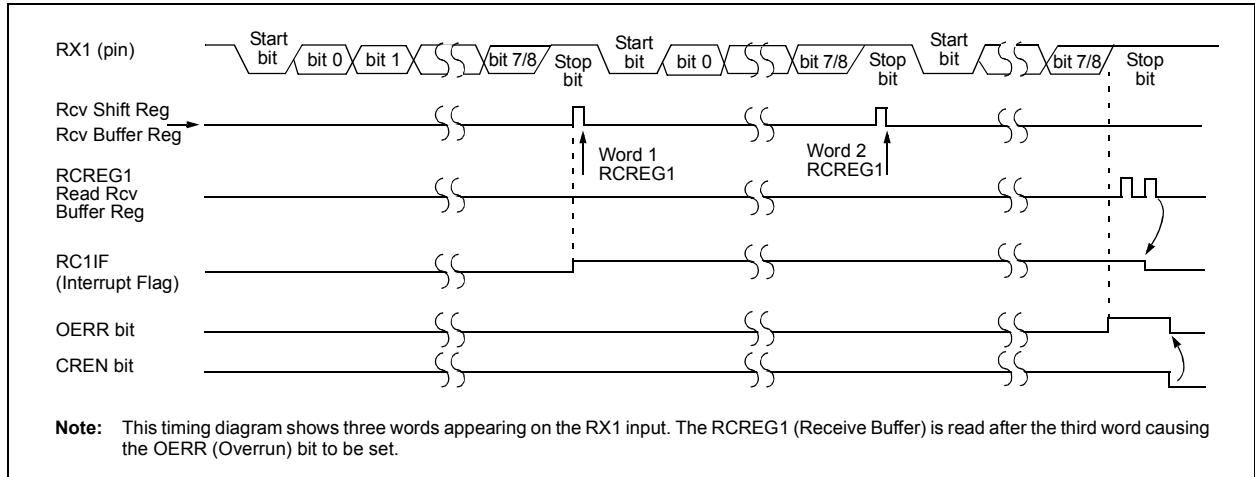 RX1 (pin)
Start bit
bit 0
bit 1
bit 7/8
Stop bit
Start bit
bit 0
bit 7/8
Stop bit
Start bit
bit 7/8
Stop bit
Rcv Shift Reg
Rcv Buffer Reg
Word 1
RCREG1
Word 2
RCREG1
RCREG1
Read Rcv
Buffer Reg
RC1IF
(Interrupt Flag)
OERR bit
CREN bit
Note: This timing diagram shows three words appearing on the RX1 input. The RCREG1 (Receive Buffer) is read after the third word causing
the OERR (Overrun) bit to be set.